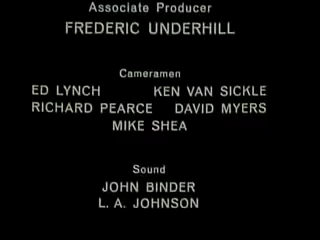 Associate Producer
FREDERIC UNDERHILL
Cameramen
ED LYNCH KEN VAN SICKLE
RICHARD PEARCE DAVID MYERS
MIKE SHEA
Sound
JOHN BINDER
L. A. JOHNSON